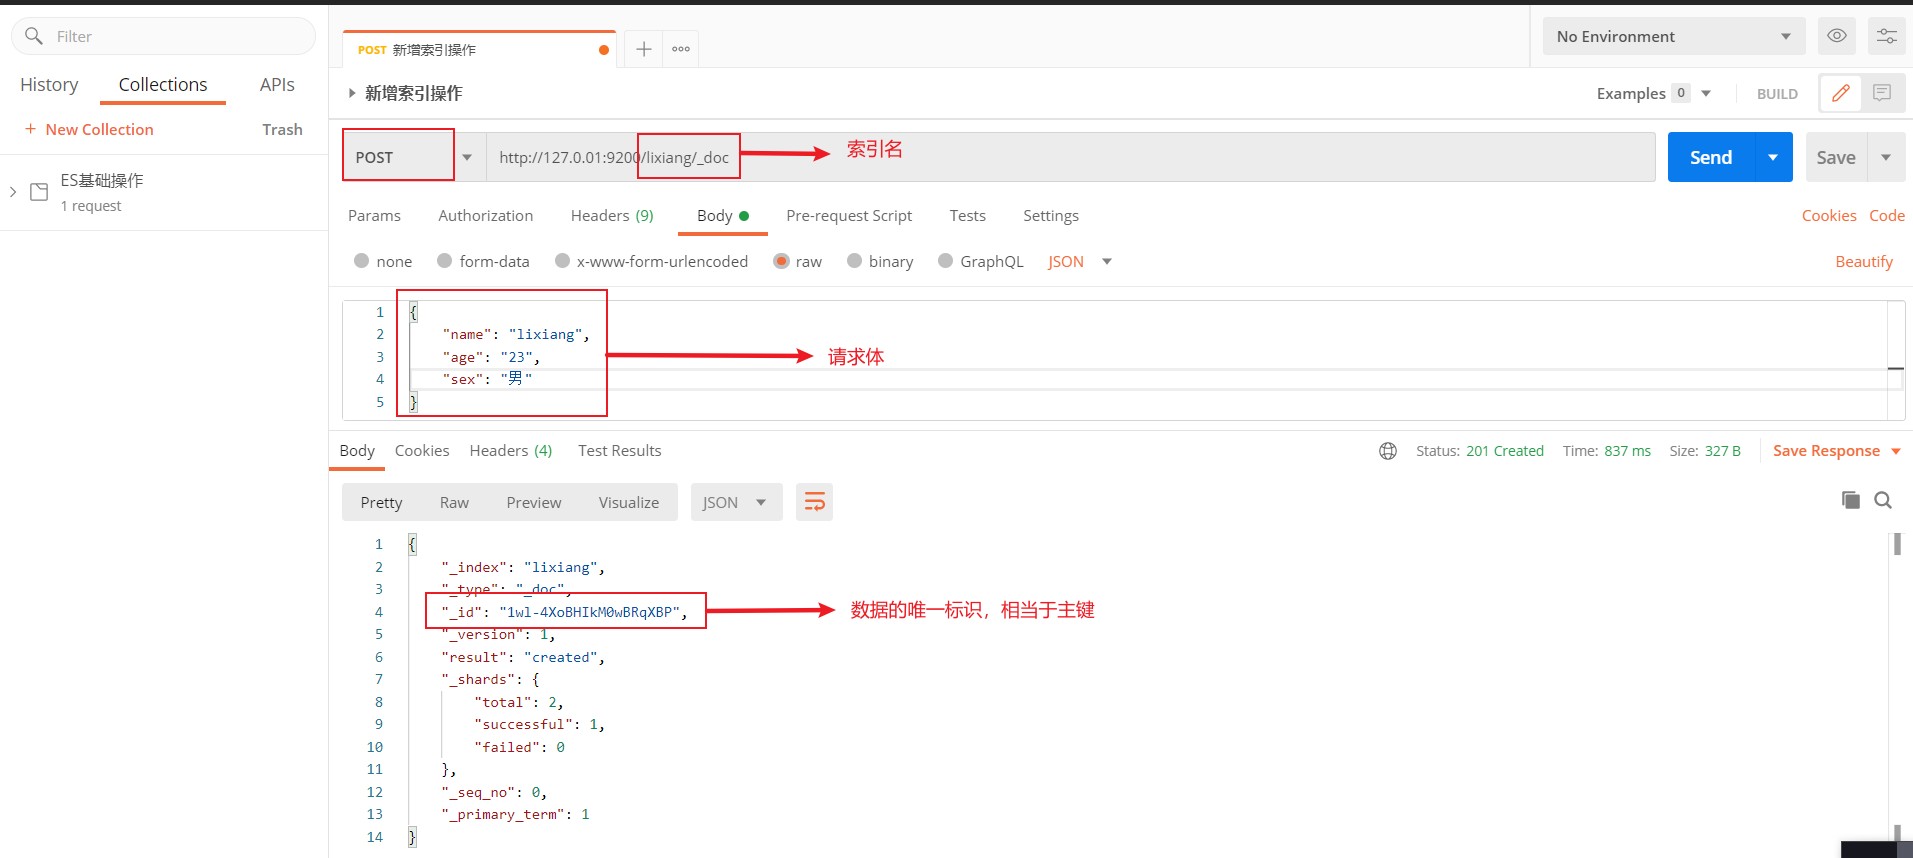 Filter
History Collections APIs
+ New Collection Trash
ES基础操作
1 request
POST 新增索引操作
No Environment
新增索引操作
Examples 0 BUILD
POST http://127.0.01:9200/lixiang/_doc
索引名
Send Save
Params Authorization Headers (9) Body Pre-request Script Tests Settings Cookies Code
none form-data x-www-form-urlencoded raw binary GraphQL JSON Beautify
1 {
2 "name": "lixiang",
3 "age": "23",
请求体
4 "sex": "男"
5 }
Body Cookies Headers (4) Test Results Status: 201 Created Time: 837 ms Size: 327 B Save Response
Pretty Raw Preview Visualize JSON
1 {
2 "_index": "lixiang",
3 "_type": "_doc",
4 "_id": "1wl-4XoBHIkM0wBRqXBP",
数据的唯一标识，相当于主键
5 "_version": 1,
6 "result": "created",
7 "_shards": {
8 "total": 2,
9 "successful": 1,
10 "failed": 0
11 },
12 "_seq_no": 0,
13 "_primary_term": 1
14 }